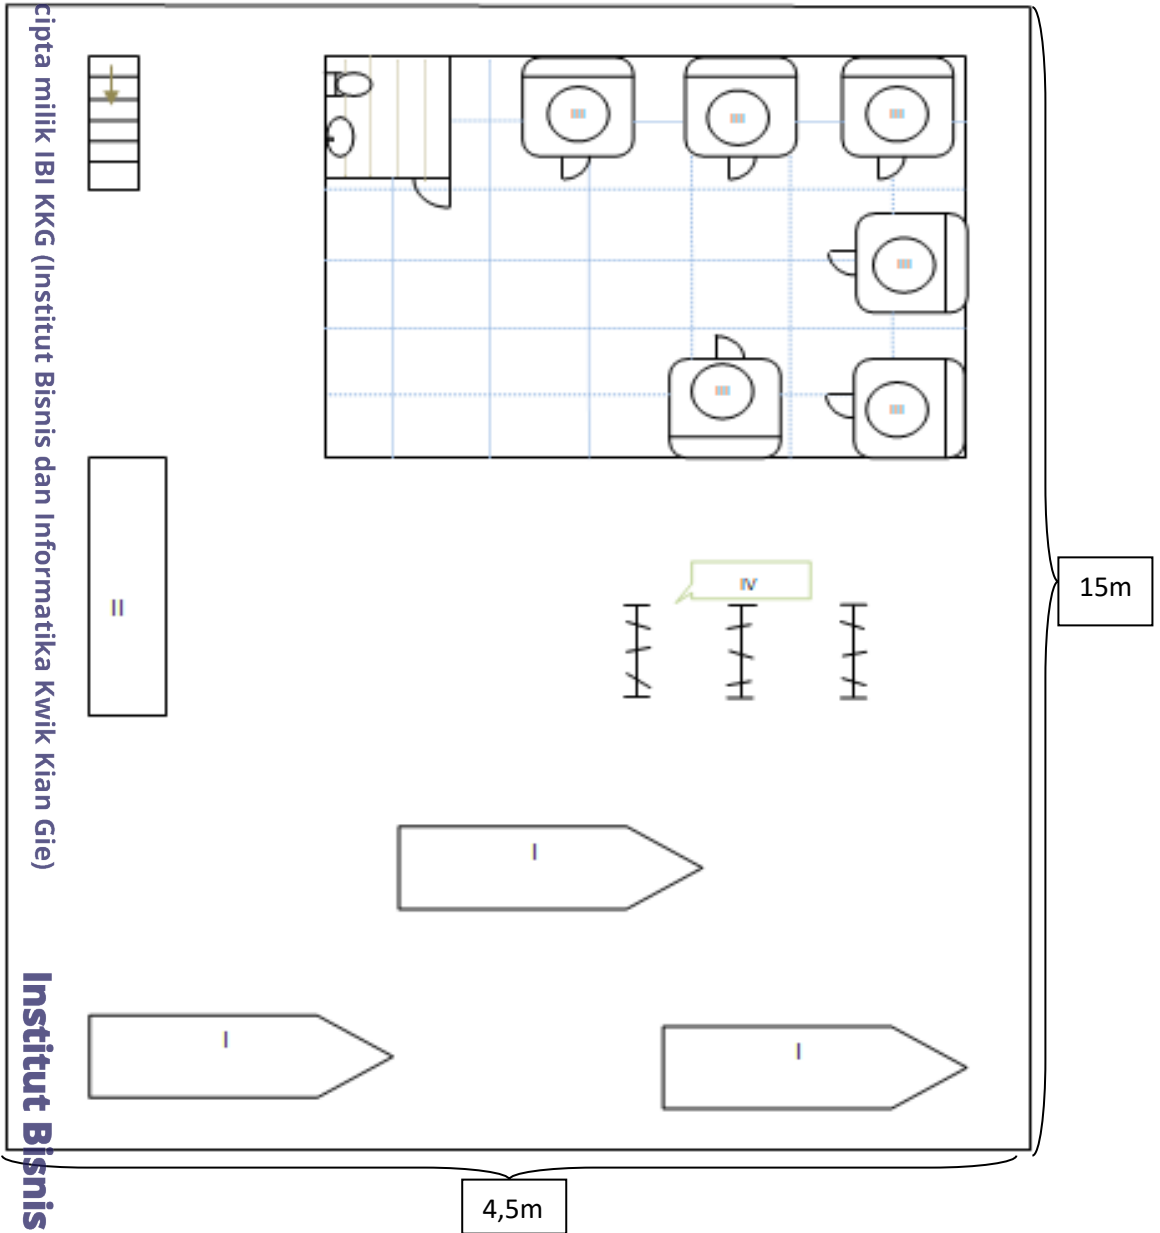 cipta milik IBI KKG (Institut Bisnis dan Informatika Kwik Kian Gie)
Institut Bisnis
III
III
III
III
III
III
IV
II
15m
I
I
I
4,5m